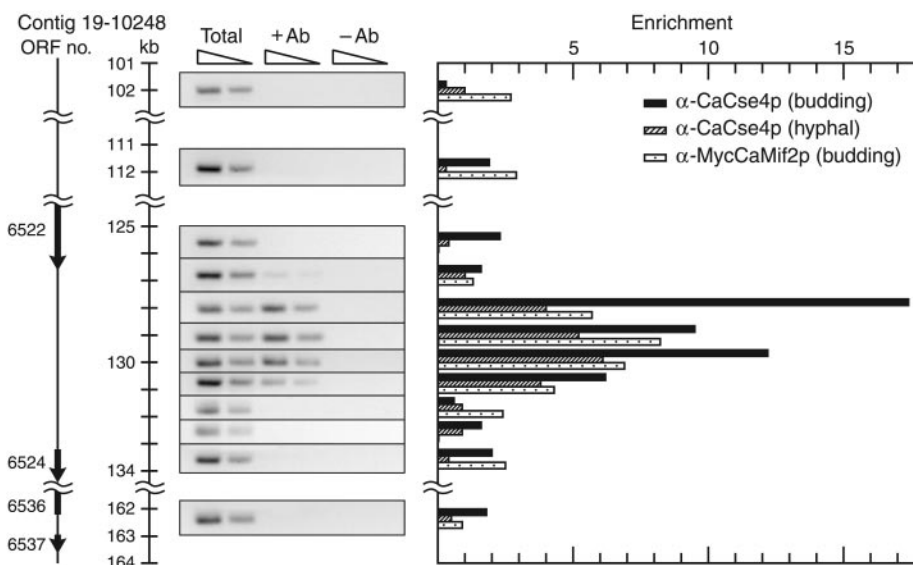 Contig 19-10248
ORF no.
kb
Total
+Ab
−Ab
Enrichment
5
10
15
101
102
111
112
125
130
134
162
163
164
6522
6524
6536
6537
α-CaCse4p (budding)
α-CaCse4p (hyphal)
α-MycCaMif2p (budding)